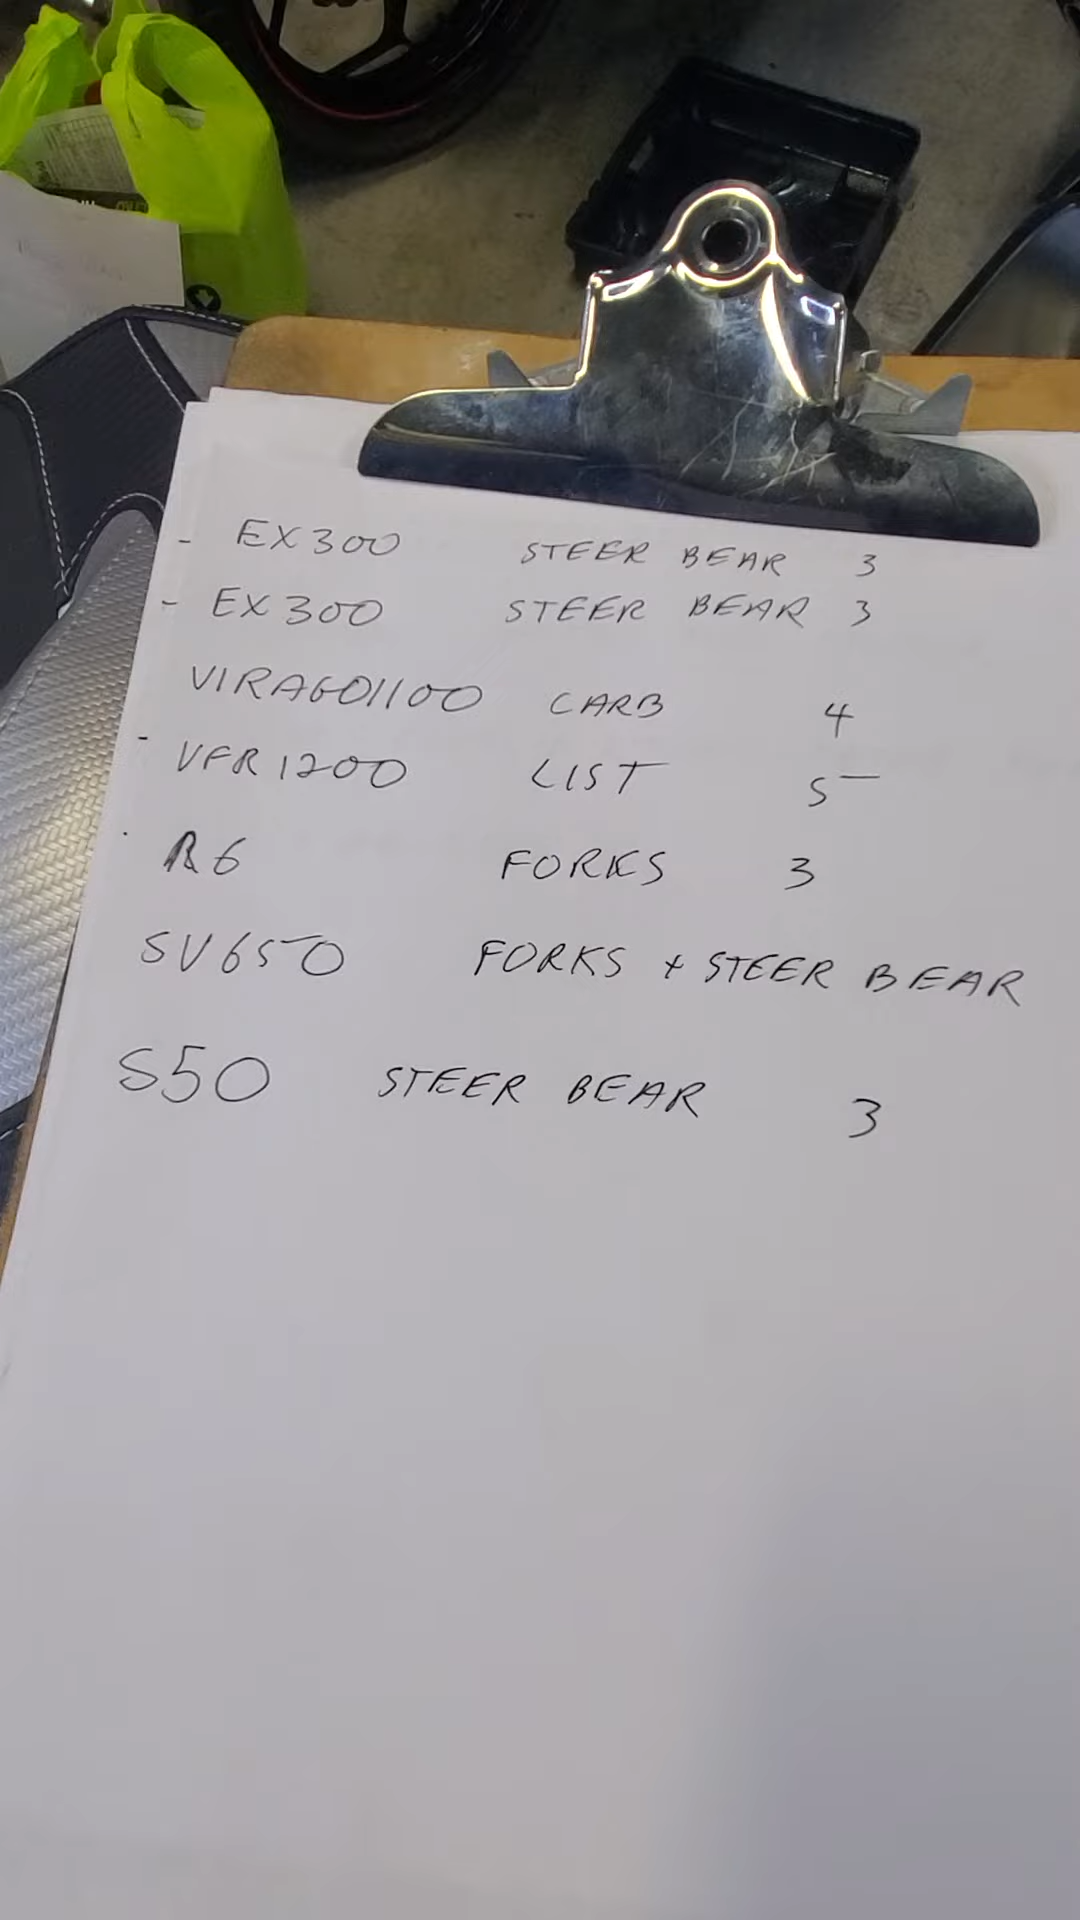 - EX300 STEER BEAR 3
- EX300 STEER BEAR 3
VIRAGO1100 CARB 4
- VFR1200 LIST 5
R6 FORKS 3
SV650 FORKS + STEER BEAR
S50 STEER BEAR 3